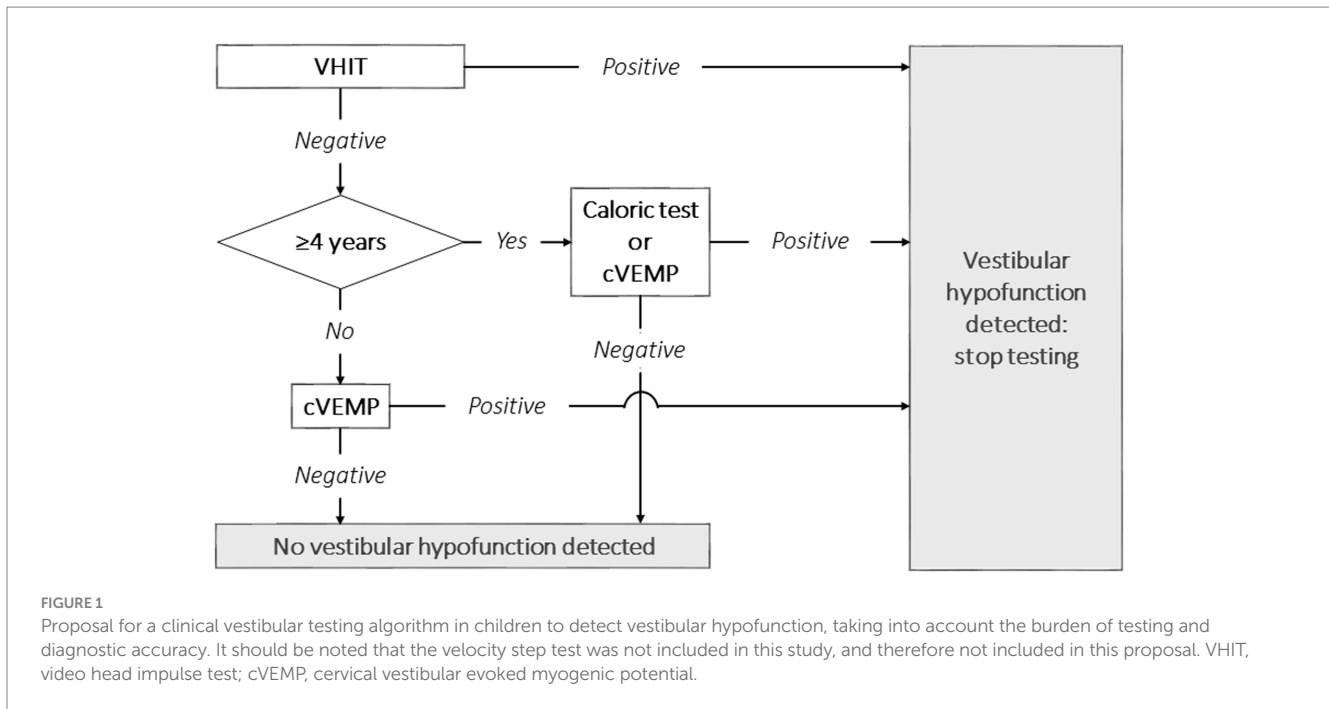 VHIT
Positive
Negative
≥4 years
Yes
Caloric test
or
cVEMP
Positive
Vestibular
hypofunction
detected:
stop testing
No
Negative
cVEMP
Positive
Negative
No vestibular hypofunction detected
FIGURE 1
Proposal for a clinical vestibular testing algorithm in children to detect vestibular hypofunction, taking into account the burden of testing and
diagnostic accuracy. It should be noted that the velocity step test was not included in this study, and therefore not included in this proposal. VHIT,
video head impulse test; cVEMP, cervical vestibular evoked myogenic potential.